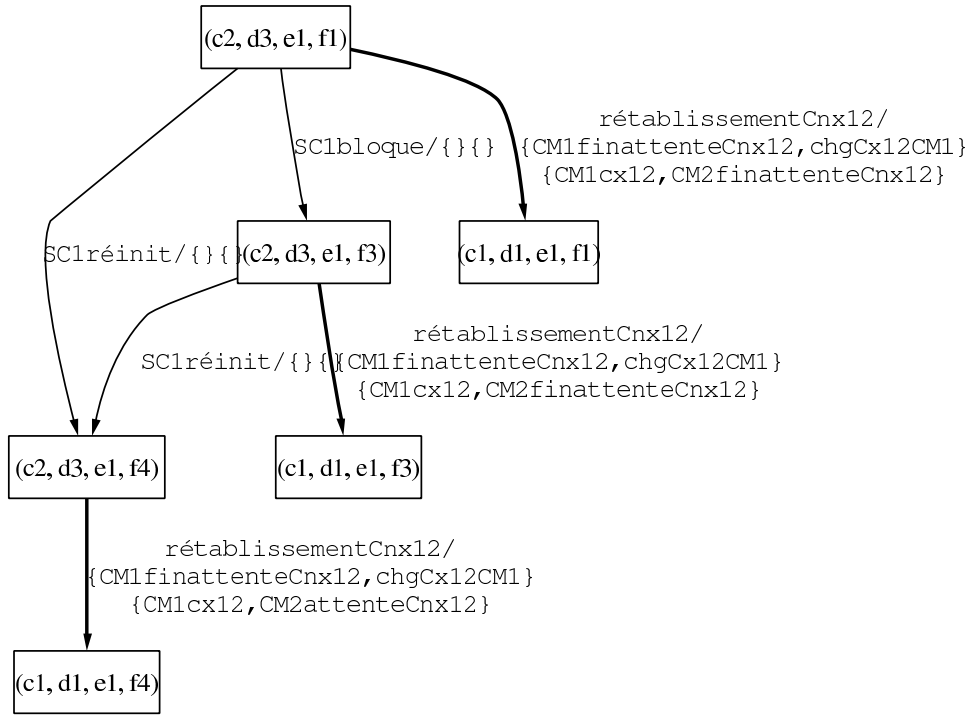 (c2, d3, e1, f1)
rétablissementCnx12/
SC1bloque/{}{}
{CM1finattenteCnx12,chgCx12CM1}
{CM1cx12,CM2finattenteCnx12}
SC1réinit/{}{}
(c2, d3, e1, f3)
(c1, d1, e1, f1)
rétablissementCnx12/
SC1réinit/{}{}
{CM1finattenteCnx12,chgCx12CM1}
{CM1cx12,CM2finattenteCnx12}
(c2, d3, e1, f4)
(c1, d1, e1, f3)
rétablissementCnx12/
{CM1finattenteCnx12,chgCx12CM1}
{CM1cx12,CM2attenteCnx12}
(c1, d1, e1, f4)